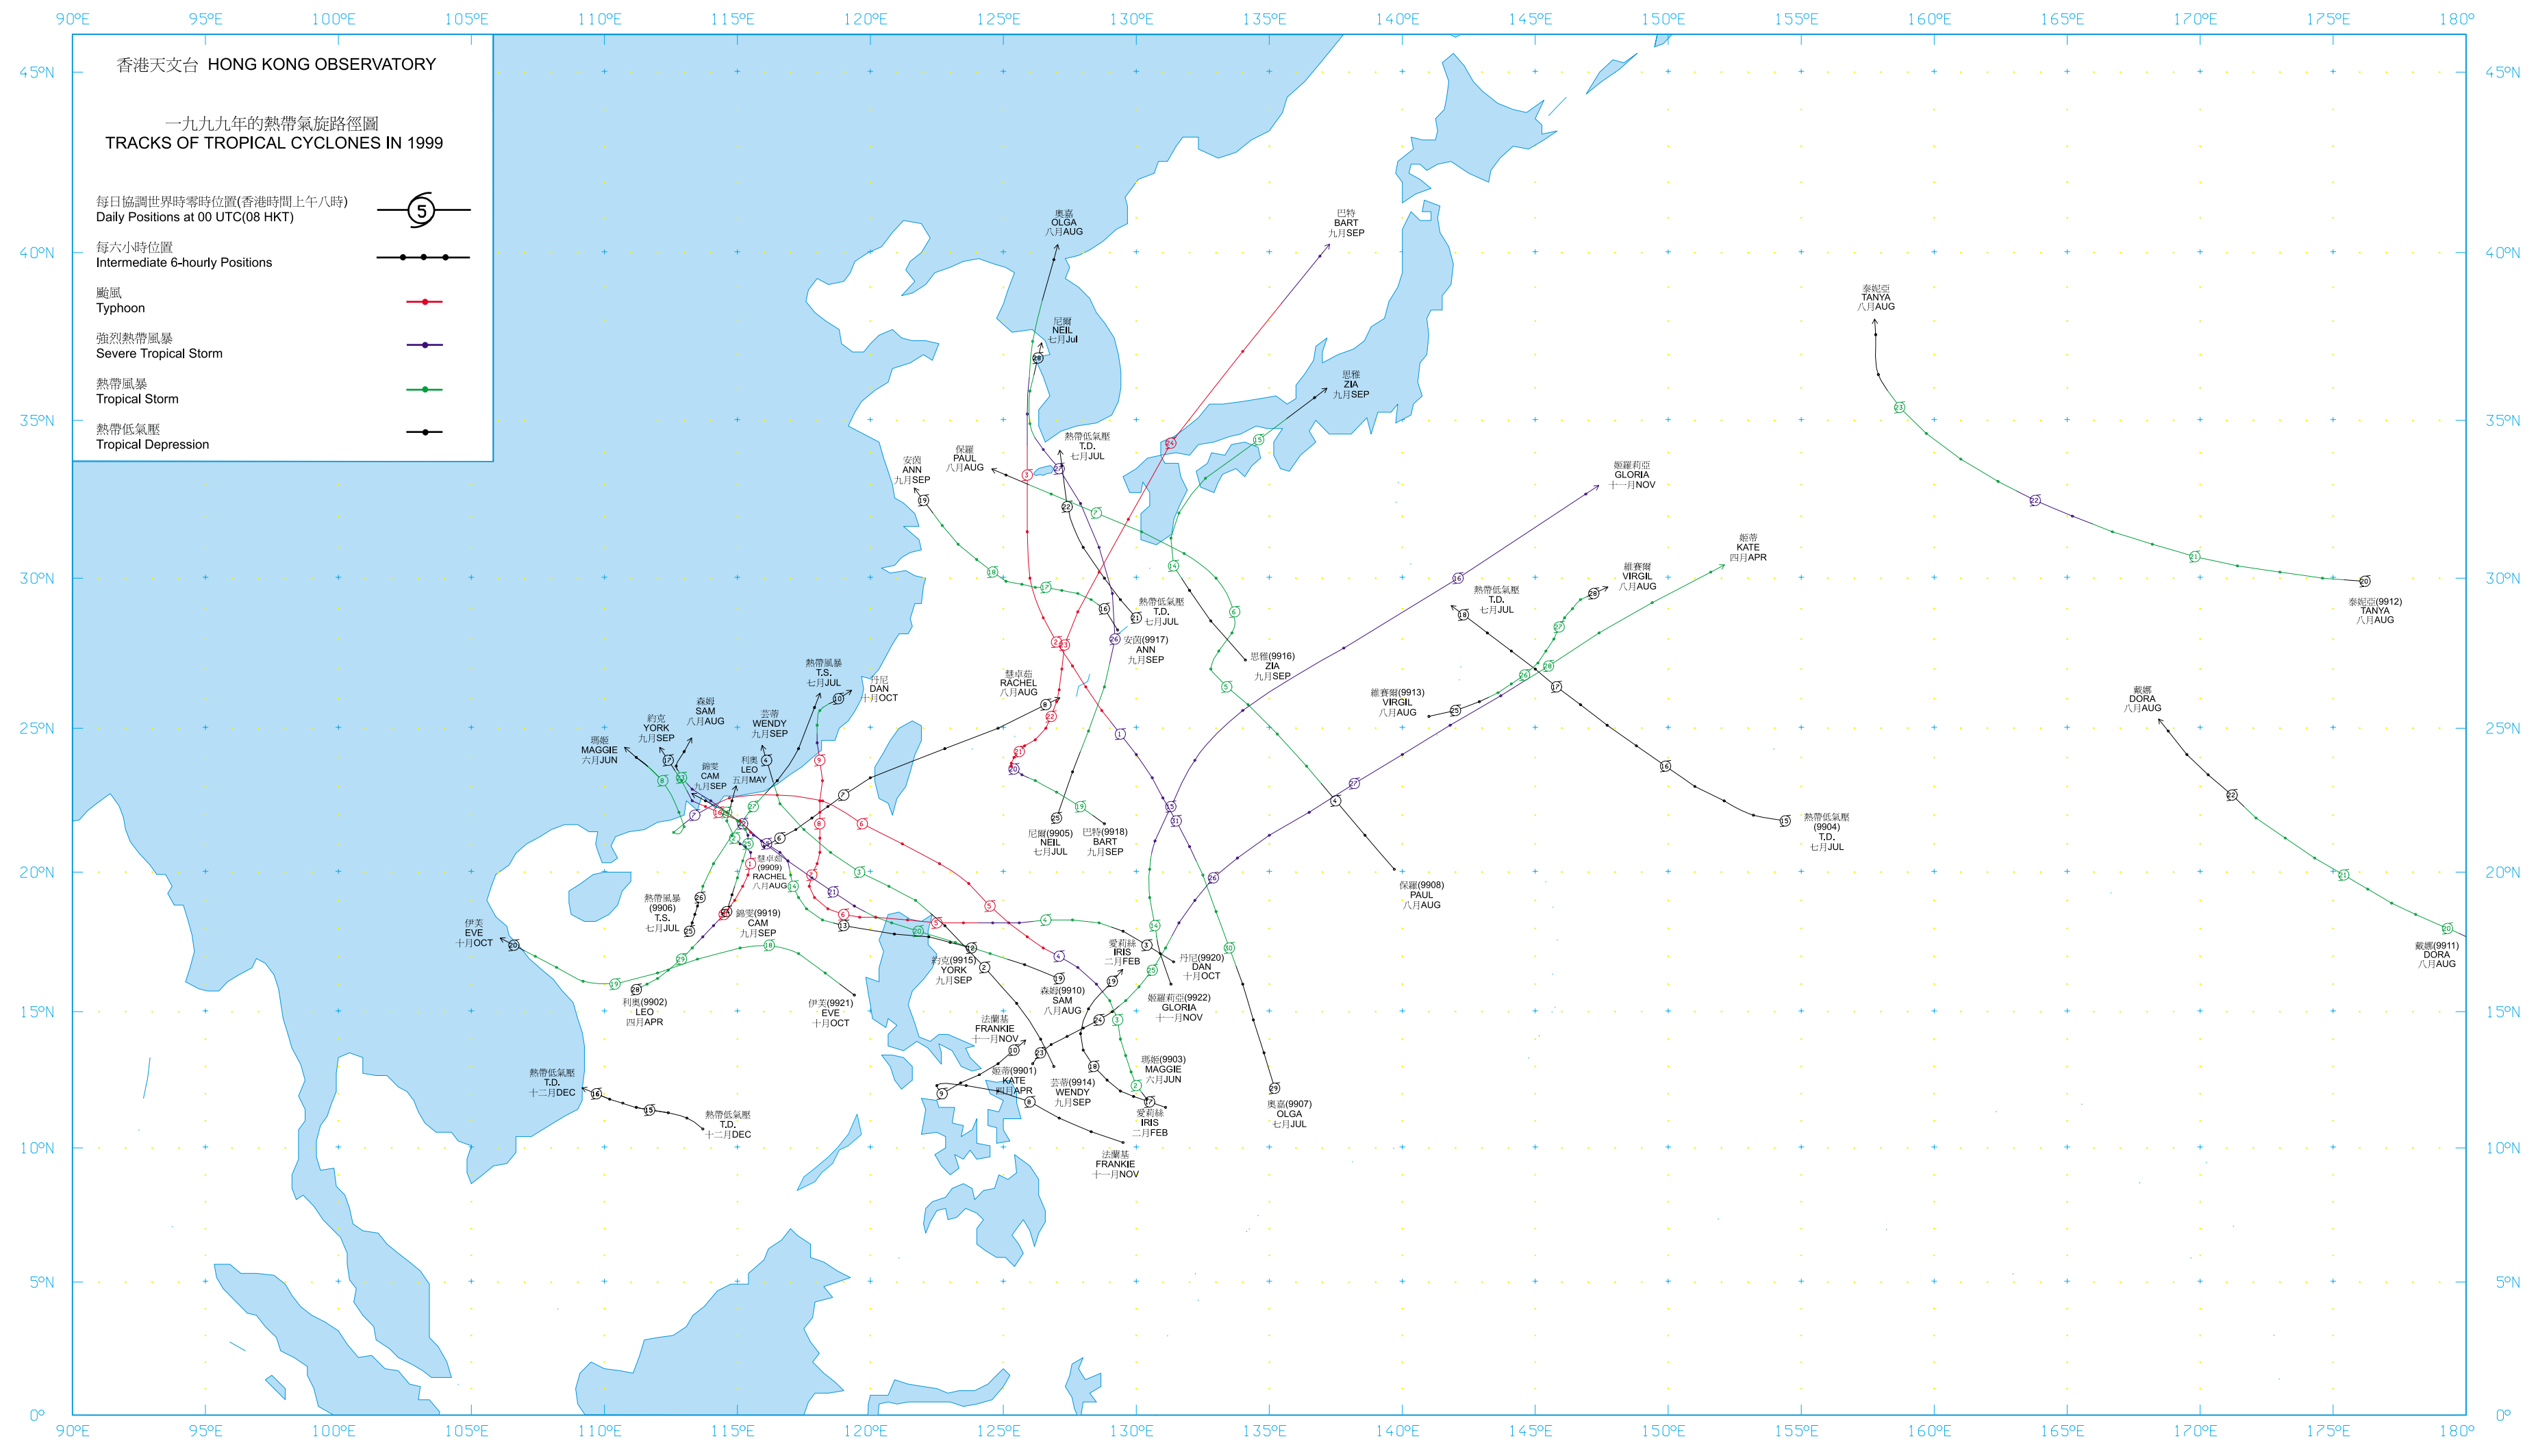 90°E 95°E 100°E 105°E 110°E 115°E 120°E 125°E 130°E 135°E 140°E 145°E 150°E 155°E 160°E 165°E 170°E 175°E 180°
45°N
45°N
香港天文台 HONG KONG OBSERVATORY
一九九九年的熱帶氣旋路徑圖
TRACKS OF TROPICAL CYCLONES IN 1999
每日協調世界時零時位置(香港時間上午八時)
Daily Positions at 00 UTC(08 HKT)
5
每六小時位置
Intermediate 6-hourly Positions
颱風
Typhoon
強烈熱帶風暴
Severe Tropical Storm
熱帶風暴
Tropical Storm
熱帶低氣壓
Tropical Depression
40°N
40°N
35°N
35°N
30°N
30°N
25°N
25°N
20°N
20°N
15°N
15°N
10°N
10°N
5°N
5°N
0°
0°
奧嘉
OLGA
八月AUG
巴特
BART
九月SEP
尼爾
NEIL
七月Jul
泰妮亞
TANYA
八月AUG
思雅
ZIA
九月SEP
熱帶低氣壓
T.D.
七月JUL
保羅
PAUL
八月AUG
安茵
ANN
九月SEP
姬羅莉亞
GLORIA
十一月NOV
姬蒂
KATE
四月APR
維賽爾
VIRGIL
八月AUG
熱帶低氣壓
T.D.
七月JUL
熱帶低氣壓
T.D.
七月JUL
泰妮亞(9912)
TANYA
八月AUG
安茵(9917)
ANN
九月SEP
思雅(9916)
ZIA
九月SEP
慧卓茹
RACHEL
八月AUG
維賽爾(9913)
VIRGIL
八月AUG
熱帶風暴
T.S.
七月JUL
丹尼
DAN
十月OCT
森姆
SAM
八月AUG
約克
YORK
九月SEP
芸蒂
WENDY
九月SEP
瑪姬
MAGGIE
六月JUN
錦雯
CAM
九月SEP
利奧
LEO
五月MAY
戴娜
DORA
八月AUG
尼爾(9905)
NEIL
七月JUL
巴特(9918)
BART
九月SEP
熱帶低氣壓
(9904)
T.D.
七月JUL
慧卓茹
(9909)
RACHEL
八月AUG
保羅(9908)
PAUL
八月AUG
熱帶風暴
(9906)
T.S.
七月JUL
錦雯(9919)
CAM
九月SEP
伊芙
EVE
十月OCT
約克(9915)
YORK
九月SEP
愛莉絲
IRIS
二月FEB
丹尼(9920)
DAN
十月OCT
戴娜(9911)
DORA
八月AUG
森姆(9910)
SAM
八月AUG
姬羅莉亞(9922)
GLORIA
十一月NOV
利奧(9902)
LEO
四月APR
伊芙(9921)
EVE
十月OCT
法蘭基
FRANKIE
十一月NOV
姬蒂(9901)
KATE
四月APR
芸蒂(9914)
WENDY
九月SEP
瑪姬(9903)
MAGGIE
六月JUN
愛莉絲
IRIS
二月FEB
奧嘉(9907)
OLGA
七月JUL
熱帶低氣壓
T.D.
十二月DEC
熱帶低氣壓
T.D.
十二月DEC
法蘭基
FRANKIE
十一月NOV
90°E 95°E 100°E 105°E 110°E 115°E 120°E 125°E 130°E 135°E 140°E 145°E 150°E 155°E 160°E 165°E 170°E 175°E 180°